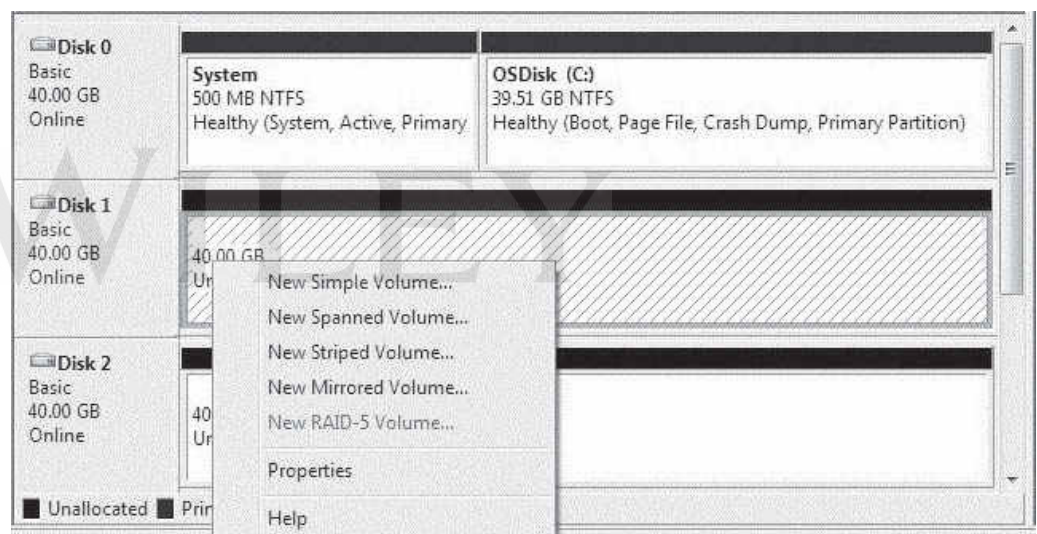 Disk 0
Basic
40.00 GB
Online
System
500 MB NTFS
Healthy (System, Active, Primary
OSDisk (C:)
39.51 GB NTFS
Healthy (Boot, Page File, Crash Dump, Primary Partition)
WILEY
Disk 1
Basic
40.00 GB
Online
40.00 GB
Un
New Simple Volume...
New Spanned Volume...
New Striped Volume...
New Mirrored Volume...
New RAID-5 Volume...
Properties
Help
Disk 2
Basic
40.00 GB
Online
40
Un
Unallocated
Prin